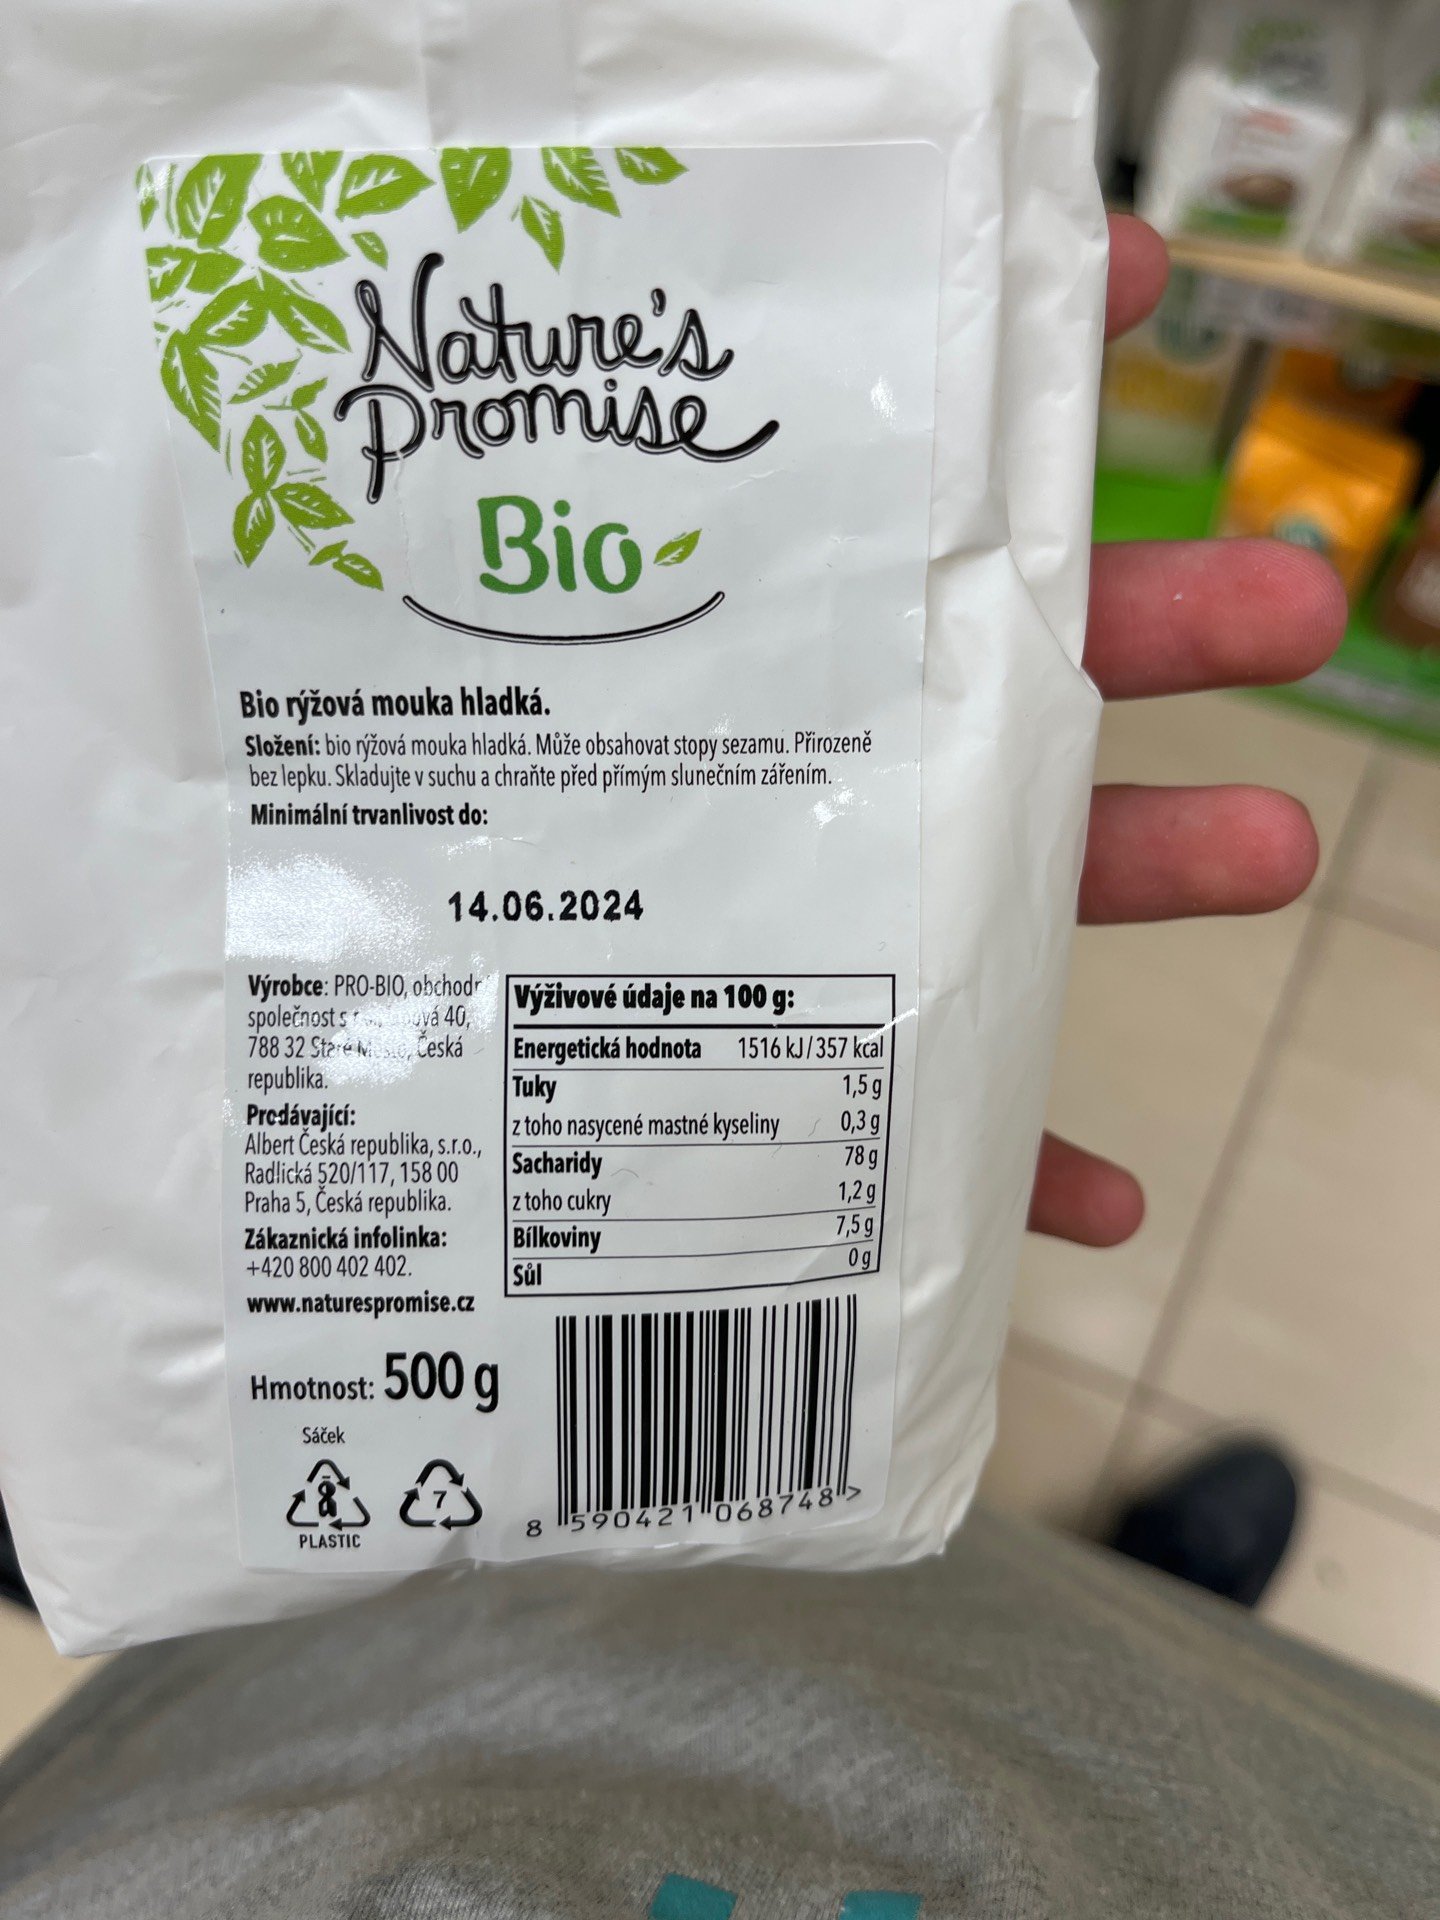 Nature's
Promise
Bio
Bio rýžová mouka hladká.
Složení: bio rýžová mouka hladká. Může obsahovat stopy sezamu. Přirozeně
bez lepku. Skladujte v suchu a chraňte před přímým slunečním zářením.
Minimální trvanlivost do:
14.06.2024
Výrobce: PRO-BIO, obchodr
společnost 40,
788 32 Staré Česká
republika.
Prodávající:
Albert Česká republika, s.r.o.,
Radlická 520/117, 158 00
Praha 5, Česká republika.
Zákaznická infolinka:
+420 800 402 402.
www.naturespromise.cz
Výživové údaje na 100 g:
Energetická hodnota 1516 kJ/357 kcal
Tuky 1,5 g
z toho nasycené mastné kyseliny 0,3 g
Sacharidy 78 g
z toho cukry 1,2 g
Bílkoviny 7,5 g
Sůl 0 g
Hmotnost: 500 g
Sáček
7
PLASTIC
8 590421 068748 >